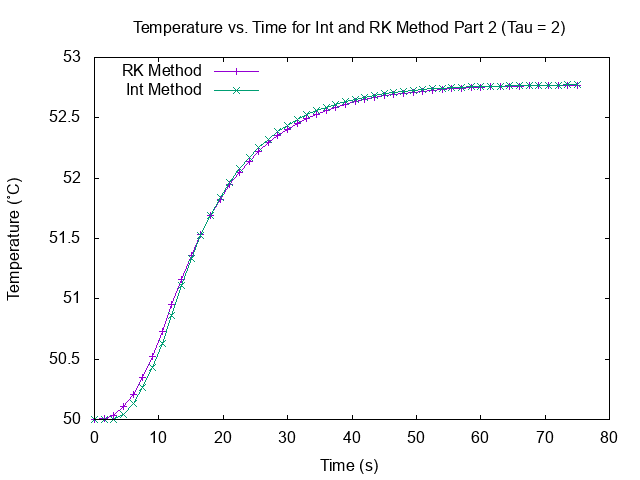 Temperature vs. Time for Int and RK Method Part 2 (Tau = 2)
RK Method
Int Method
53
52.5
52
51.5
51
50.5
50
Temperature (°C)
0 10 20 30 40 50 60 70 80
Time (s)